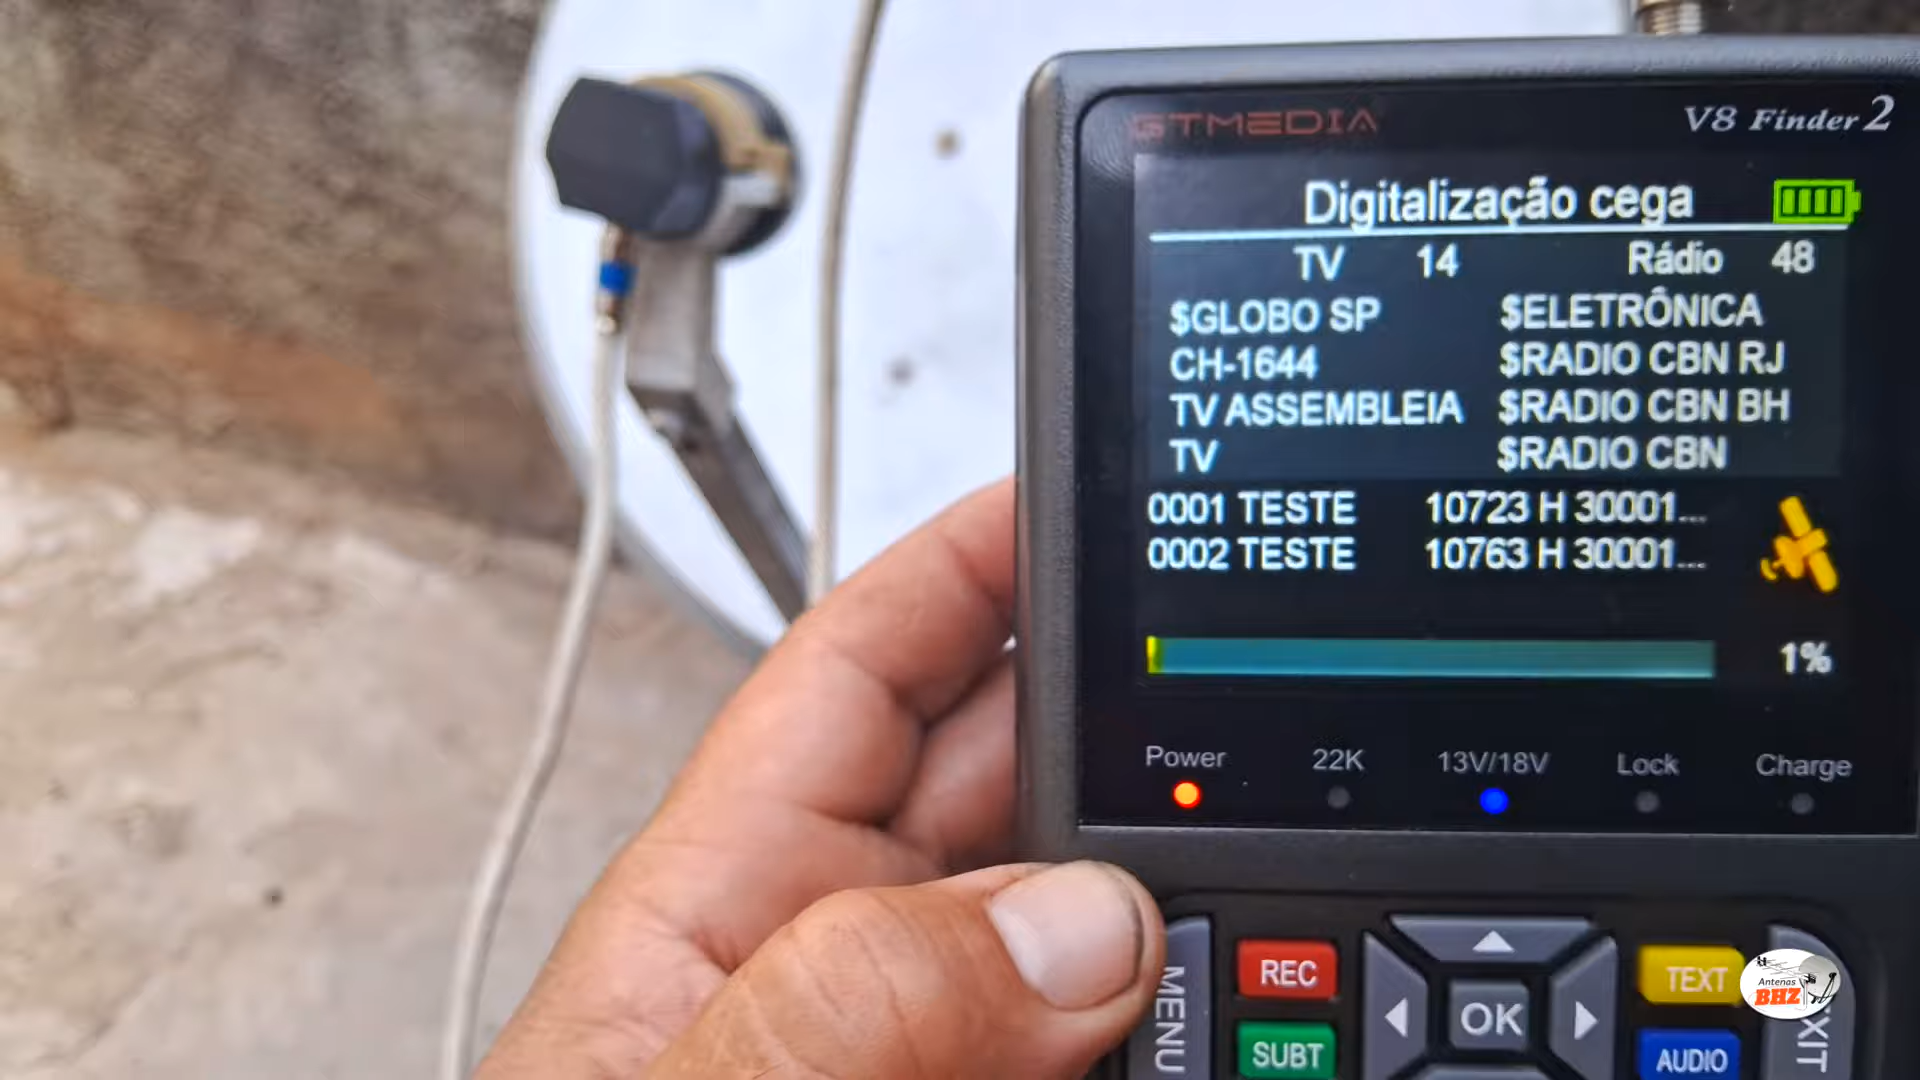 GTMEDIA
V8 Finder 2
Digitalização cega
TV 14 Rádio 48
$GLOBO SP $ELETRÔNICA
CH-1644 $RADIO CBN RJ
TV ASSEMBLEIA $RADIO CBN BH
TV $RADIO CBN
0001 TESTE 10723 H 30001...
0002 TESTE 10763 H 30001...
1%
Power 22K 13V/18V Lock Charge
MENU
REC
TEXT
OK
SUBT
AUDIO
Antenas
BHZ